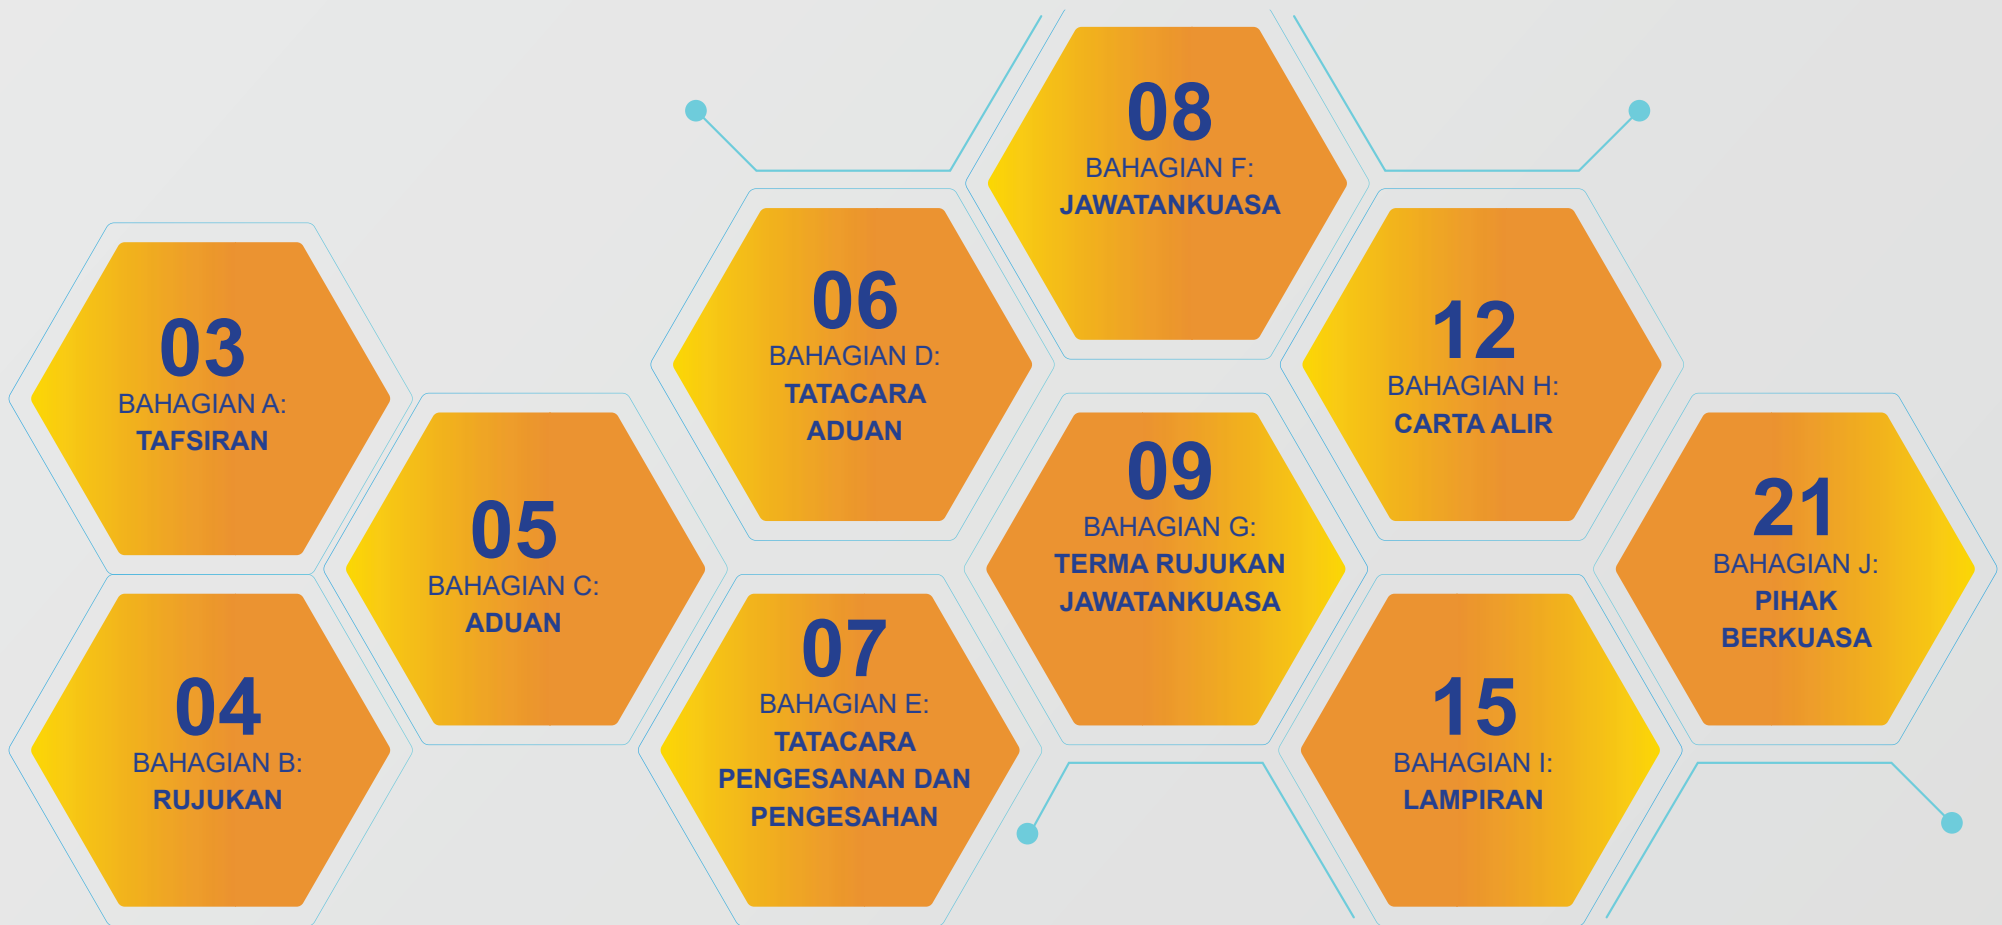 03
BAHAGIAN A:
TAFSIRAN
04
BAHAGIAN B:
RUJUKAN
05
BAHAGIAN C:
ADUAN
06
BAHAGIAN D:
TATACARA
ADUAN
07
BAHAGIAN E:
TATACARA
PENGESANAN DAN
PENGESAHAN
08
BAHAGIAN F:
JAWATANKUASA
09
BAHAGIAN G:
TERMA RUJUKAN
JAWATANKUASA
12
BAHAGIAN H:
CARTA ALIR
15
BAHAGIAN I:
LAMPIRAN
21
BAHAGIAN J:
PIHAK
BERKUASA